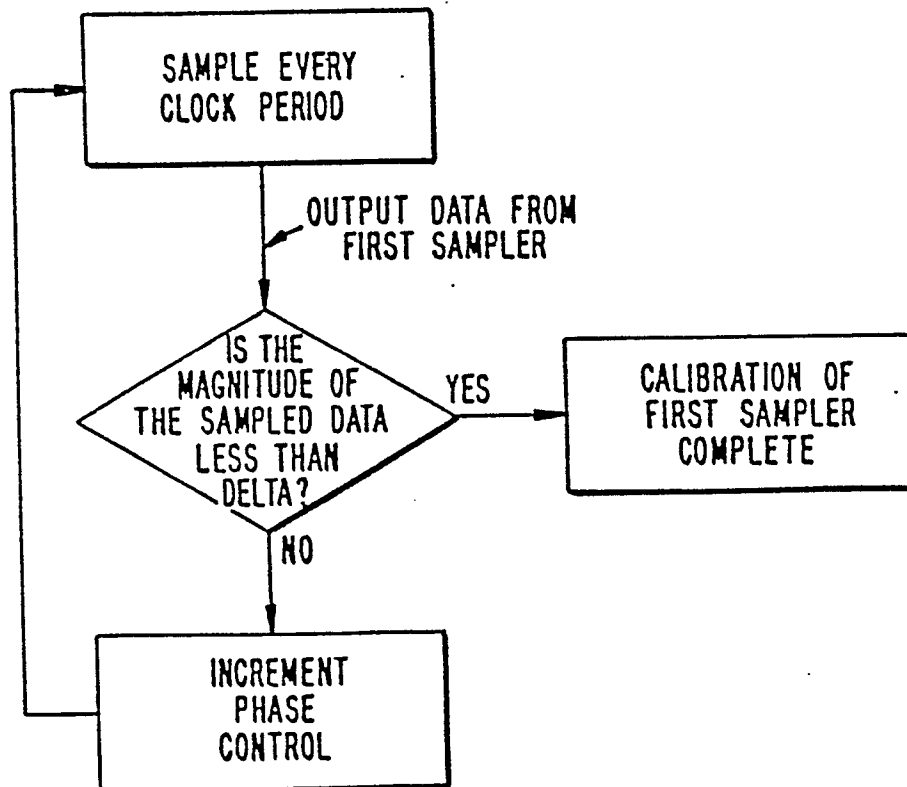 SAMPLE EVERY
CLOCK PERIOD
OUTPUT DATA FROM
FIRST SAMPLER
IS THE
MAGNITUDE OF
THE SAMPLED DATA
LESS THAN
DELTA?
YES
CALIBRATION OF
FIRST SAMPLER
COMPLETE
NO
INCREMENT
PHASE
CONTROL